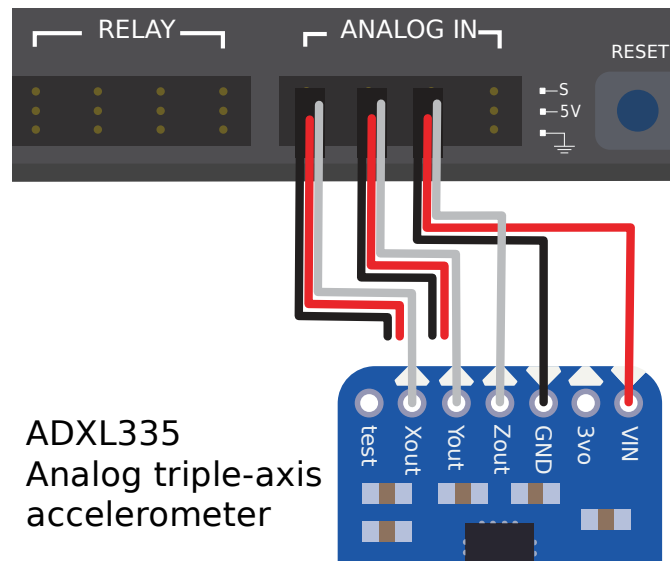 RELAY
ANALOG IN
RESET
S
5V
test
Xout
Yout
Zout
GND
3vo
VIN
ADXL335
Analog triple-axis
accelerometer